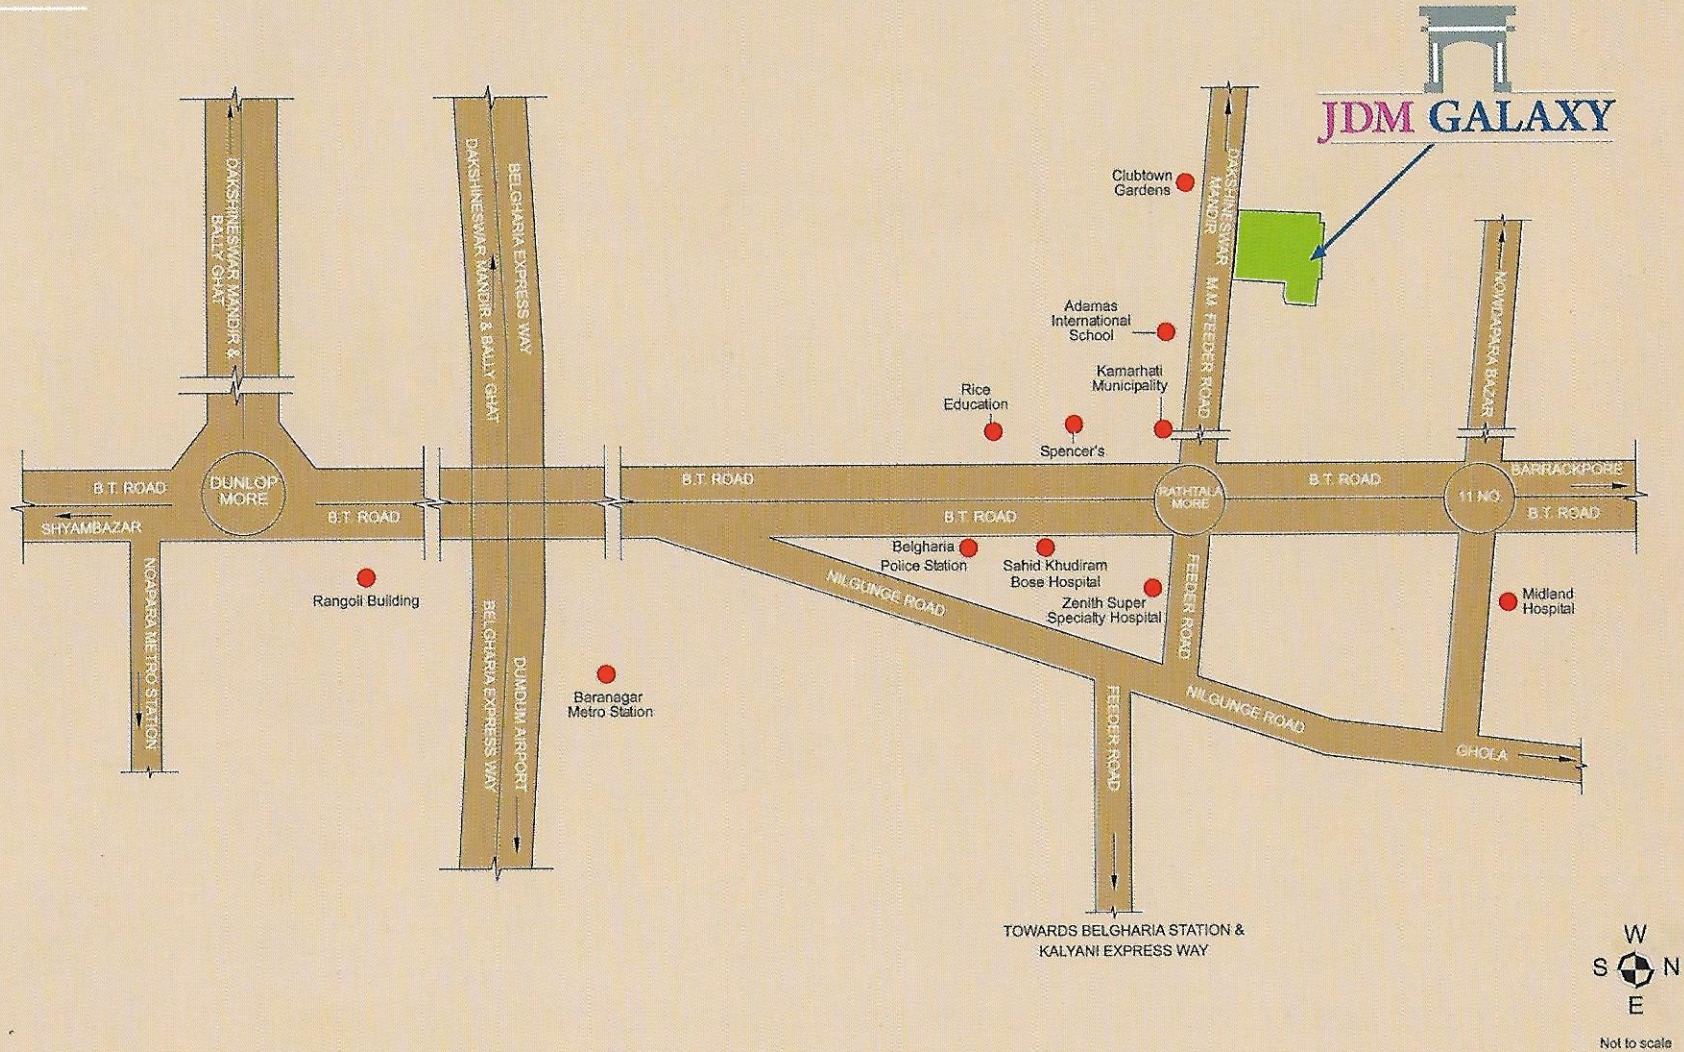 JDM GALAXY
DAKSHINESWAR MANDIR &
BALLY GHAT
DAKSHINESWAR MANDIR & BALLY GHAT
BELGHARIA EXPRESS WAY
Clubtown
Gardens
DAKSHINESWAR
MANDIR
M.M. FEEDER ROAD
NOWDAPARA BAZAR
Adamas
International
School
Kamarhati
Municipality
Rice
Education
Spencer's
B.T. ROAD
DUNLOP
MORE
SHYAMBAZAR
B.T. ROAD
B.T. ROAD
B.T. ROAD
RATHTALA
MORE
B.T. ROAD
11 NO.
BARRACKPORE
B.T. ROAD
NOAPARA METRO STATION
Rangoli Building
BELGHARIA EXPRESS WAY
DUMDUM AIRPORT
Baranagar
Metro Station
NILGUNGE ROAD
Belgharia
Police Station
Sahid Khudiram
Bose Hospital
Zenith Super
Specialty Hospital
FEEDER ROAD
Midland
Hospital
NILGUNGE ROAD
FEEDER ROAD
GHOLA
TOWARDS BELGHARIA STATION &
KALYANI EXPRESS WAY
W
S N
E
Not to scale